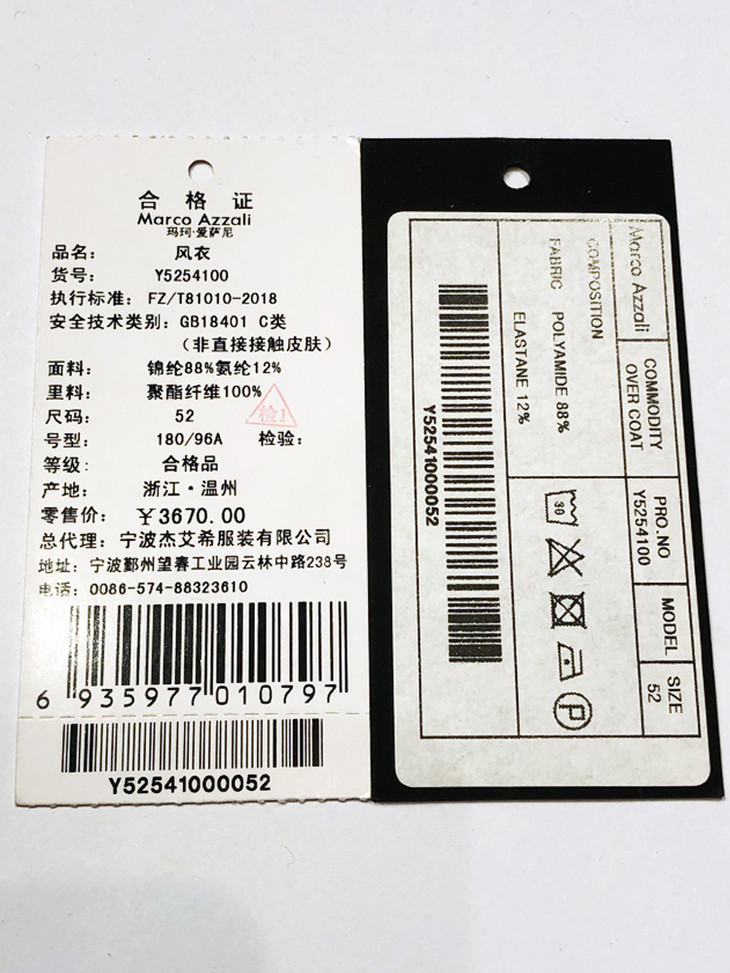 合格证
Marco Azzali
玛珂·爱萨尼
品名： 风衣
货号： Y5254100
执行标准： FZ/T81010-2018
安全技术类别：GB18401 C类
（非直接接触皮肤）
面料： 锦纶88%氨纶12%
里料： 聚酯纤维100%
尺码： 52
号型： 180/96A 检验：
检1
等级： 合格品
产地： 浙江·温州
零售价： ￥3670.00
总代理：宁波杰艾希服装有限公司
地址：宁波鄞州望春工业园云林中路238号
电话：0086-574-88323610
6 935977 010797
Y52541000052
Marco Azzali
COMMODITY
OVER COAT
PRO.NO
Y5254100
MODEL
SIZE
52
COMPOSITION
FABRIC POLYAMIDE 88%
ELASTANE 12%
30
P
Y52541000052